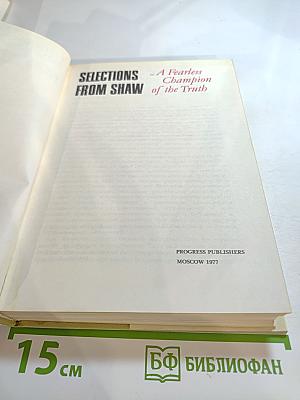 SELECTIONS
FROM SHAW
A Fearless
Champion
of the Truth
PROGRESS PUBLISHERS
MOSCOW 1977
15 см
БФ БИБЛИОФАН